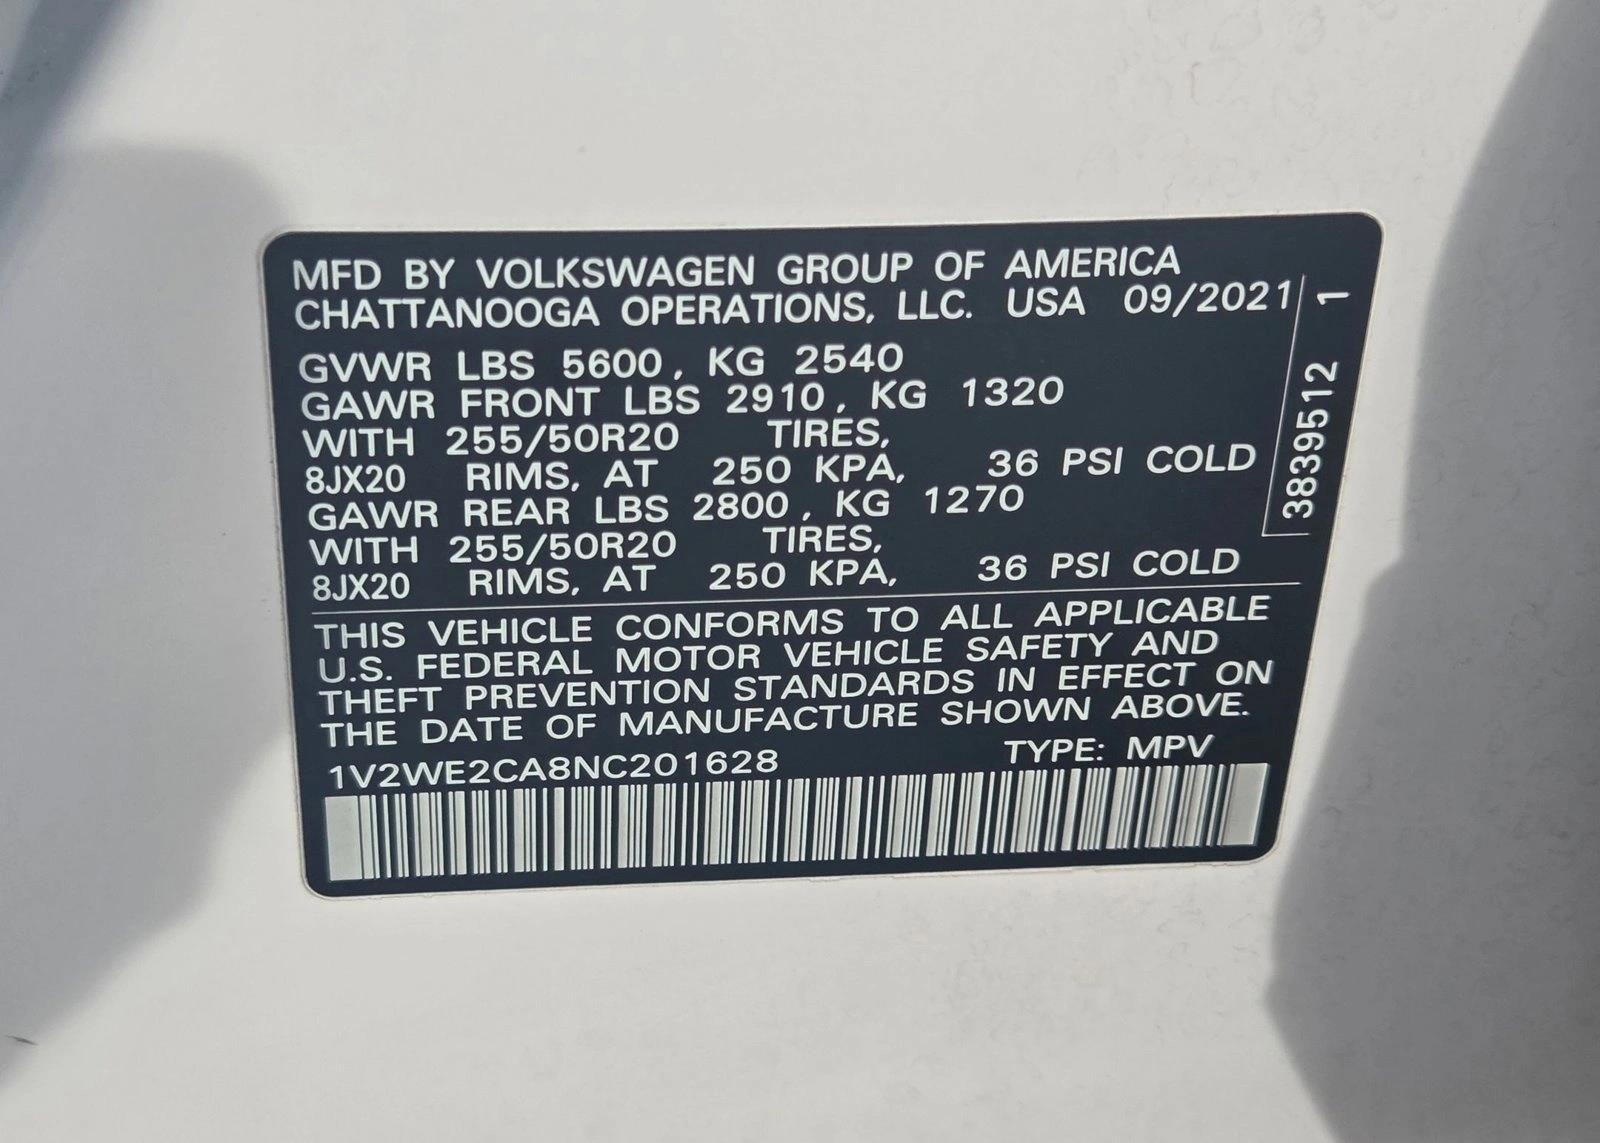 MFD BY VOLKSWAGEN GROUP OF AMERICA
CHATTANOOGA OPERATIONS, LLC. USA 09/2021
GVWR LBS 5600, KG 2540
GAWR FRONT LBS 2910, KG 1320
WITH 255/50R20 TIRES,
8JX20 RIMS, AT 250 KPA, 36 PSI COLD
GAWR REAR LBS 2800, KG 1270
WITH 255/50R20 TIRES,
8JX20 RIMS, AT 250 KPA, 36 PSI COLD
THIS VEHICLE CONFORMS TO ALL APPLICABLE
U.S. FEDERAL MOTOR VEHICLE SAFETY AND
THEFT PREVENTION STANDARDS IN EFFECT ON
THE DATE OF MANUFACTURE SHOWN ABOVE.
1V2WE2CA8NC201628 TYPE: MPV
3839512 1